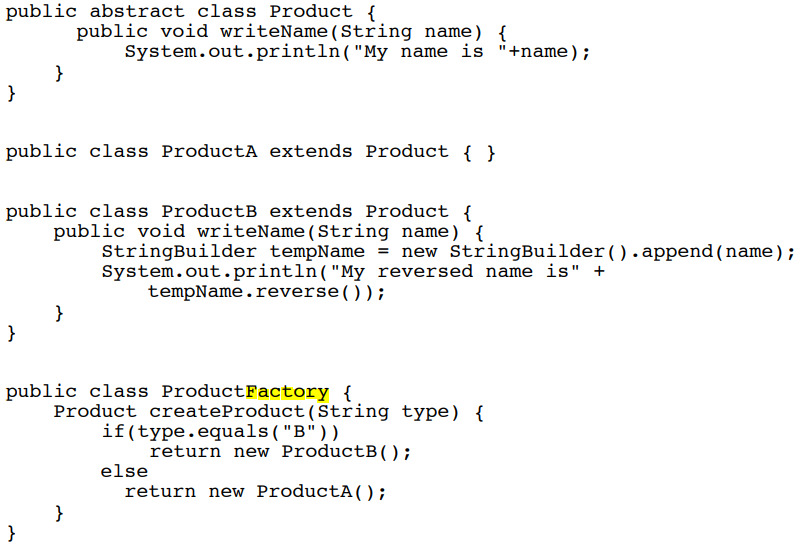 public abstract class Product {
public void writeName(String name) {
System.out.println("My name is "+name);
}
}
public class ProductA extends Product { }
public class ProductB extends Product {
public void writeName(String name) {
StringBuilder tempName = new StringBuilder().append(name);
System.out.println("My reversed name is" +
tempName.reverse());
}
}
public class ProductFactory {
Product createProduct(String type) {
if(type.equals("B"))
return new ProductB();
else
return new ProductA();
}
}